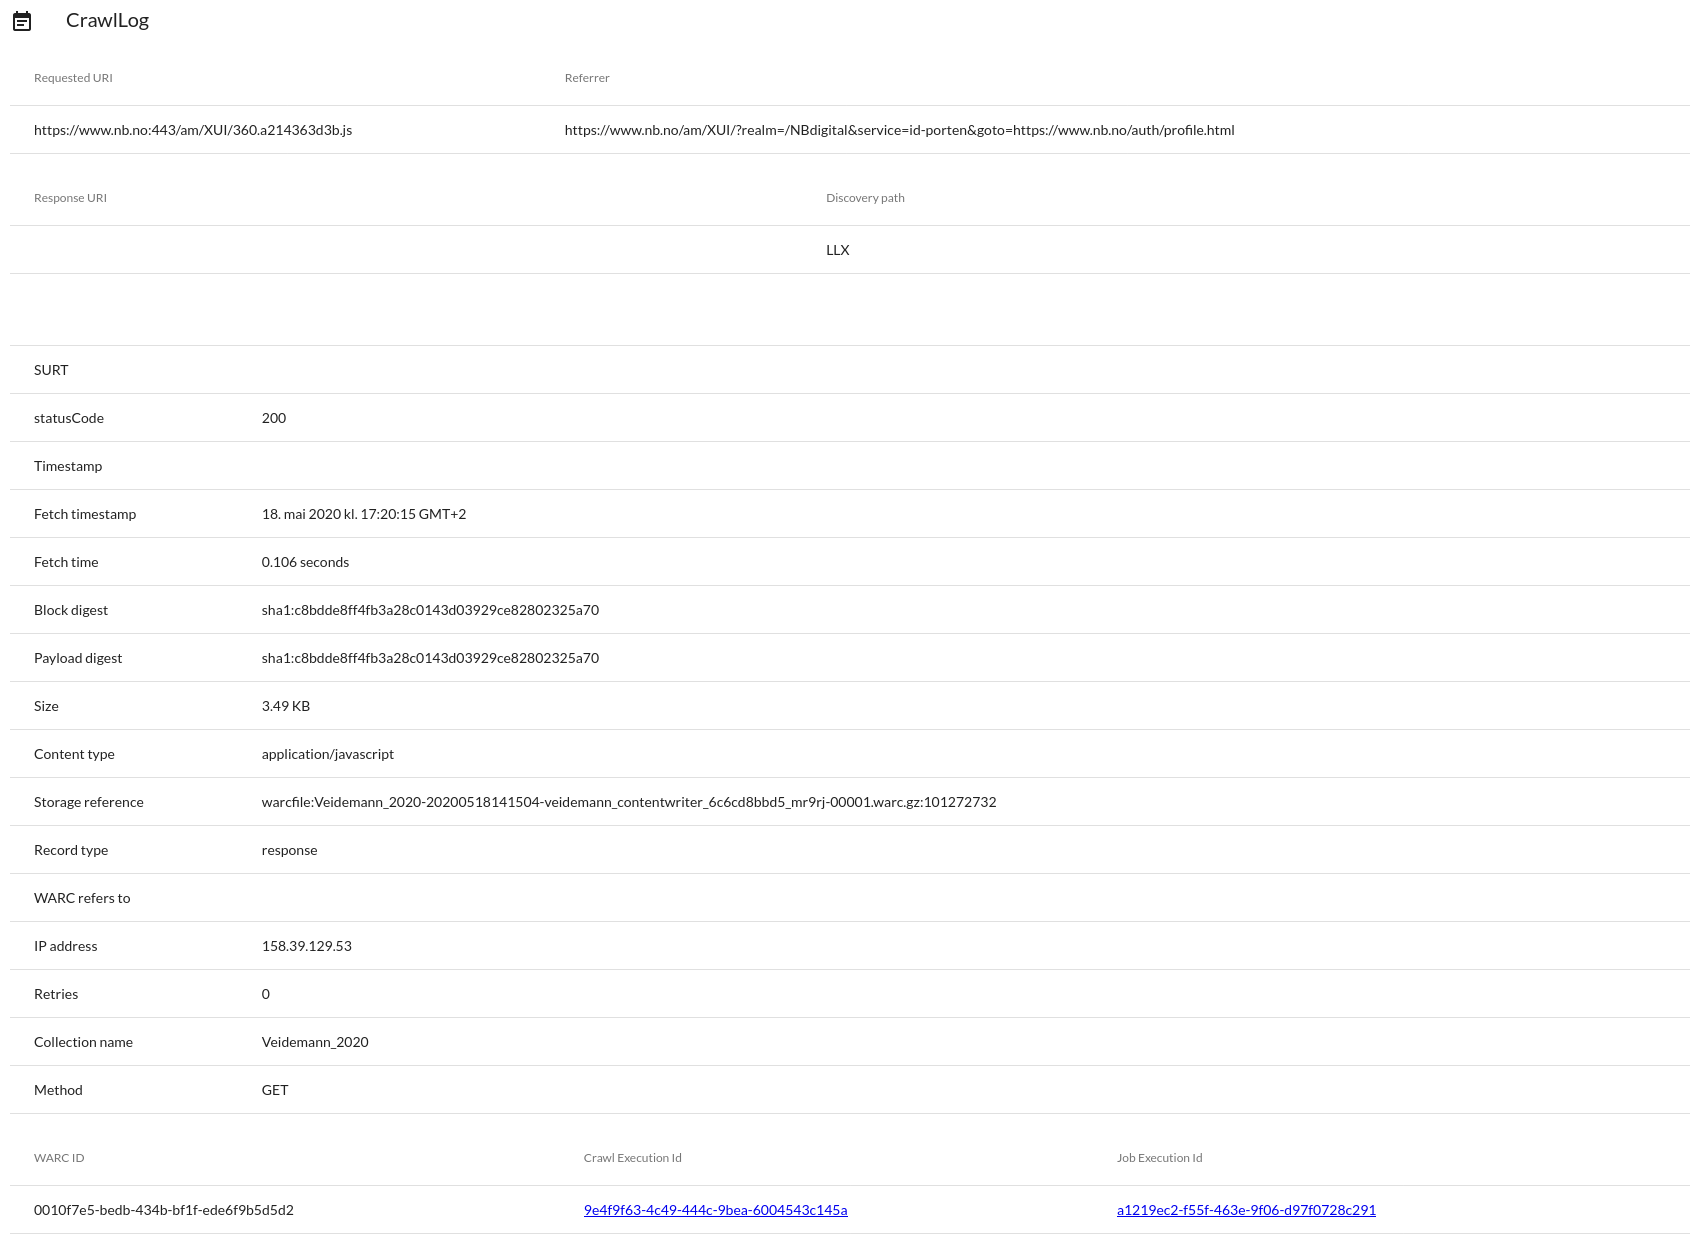 CrawlLog
Requested URI Referrer
https://www.nb.no:443/am/XUI/360.a214363d3b.js https://www.nb.no/am/XUI/?realm=/NBdigital&service=id-porten&goto=https://www.nb.no/auth/profile.html
Response URI Discovery path
LLX
SURT
statusCode 200
Timestamp
Fetch timestamp 18. mai 2020 kl. 17:20:15 GMT+2
Fetch time 0.106 seconds
Block digest sha1:c8bdde8ff4fb3a28c0143d03929ce82802325a70
Payload digest sha1:c8bdde8ff4fb3a28c0143d03929ce82802325a70
Size 3.49 KB
Content type application/javascript
Storage reference warcfile:Veidemann_2020-20200518141504-veidemann_contentwriter_6c6cd8bbd5_mr9rj-00001.warc.gz:101272732
Record type response
WARC refers to
IP address 158.39.129.53
Retries 0
Collection name Veidemann_2020
Method GET
WARC ID Crawl Execution Id Job Execution Id
0010f7e5-bedb-434b-bf1f-ede6f9b5d5d2 9e4f9f63-4c49-444c-9bea-6004543c145a a1219ec2-f55f-463e-9f06-d97f0728c291